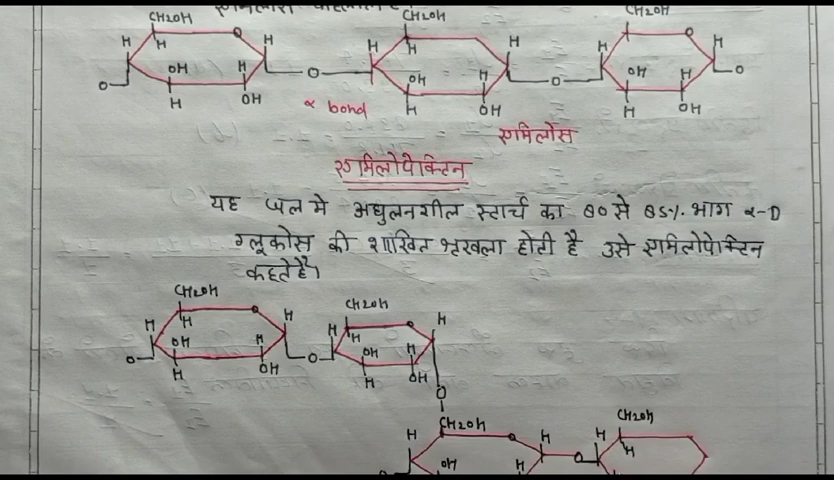 CH2OH CH2OH CH2OH
H H O H H H H H O H
H H
OH H OH H OH H
O O O O
H OH H OH H OH
α bond
एमिलोस
एमिलोपेक्टिन
यह जल मे अघुलनशील स्टार्च का 80 से 85% भाग α-D
ग्लूकोस की शाखित श्रृखला होती है उसे एमिलोपेक्टिन
कहते है।
CH2OH
CH2OH
H H O H H H O H
OH H OH H
O O
H OH H OH
O
CH2OH CH2OH
H O H O H H
O OH H